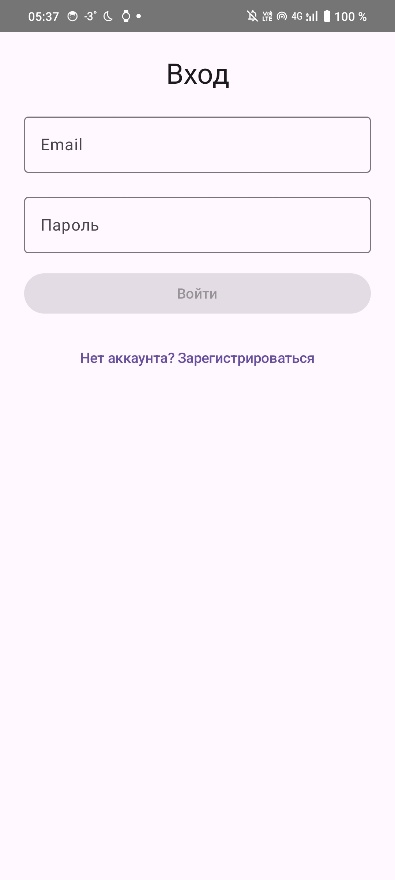 05:37 -3° 4G 100 %
Вход
Email
Пароль
Войти
Нет аккаунта? Зарегистрироваться